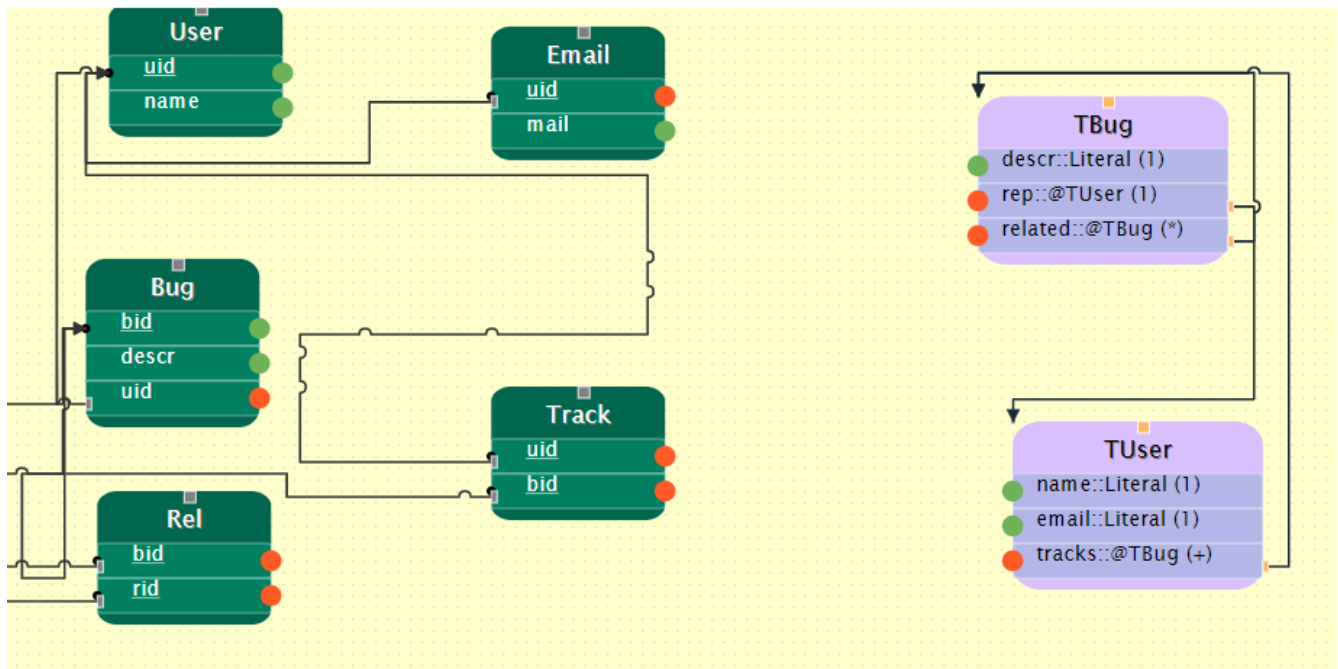 User
uid
name
Email
uid
mail
TBug
descr::Literal (1)
rep::@TUser (1)
related::@TBug (*)
Bug
bid
descr
uid
Track
uid
bid
TUser
name::Literal (1)
email::Literal (1)
tracks::@TBug (+)
Rel
bid
rid